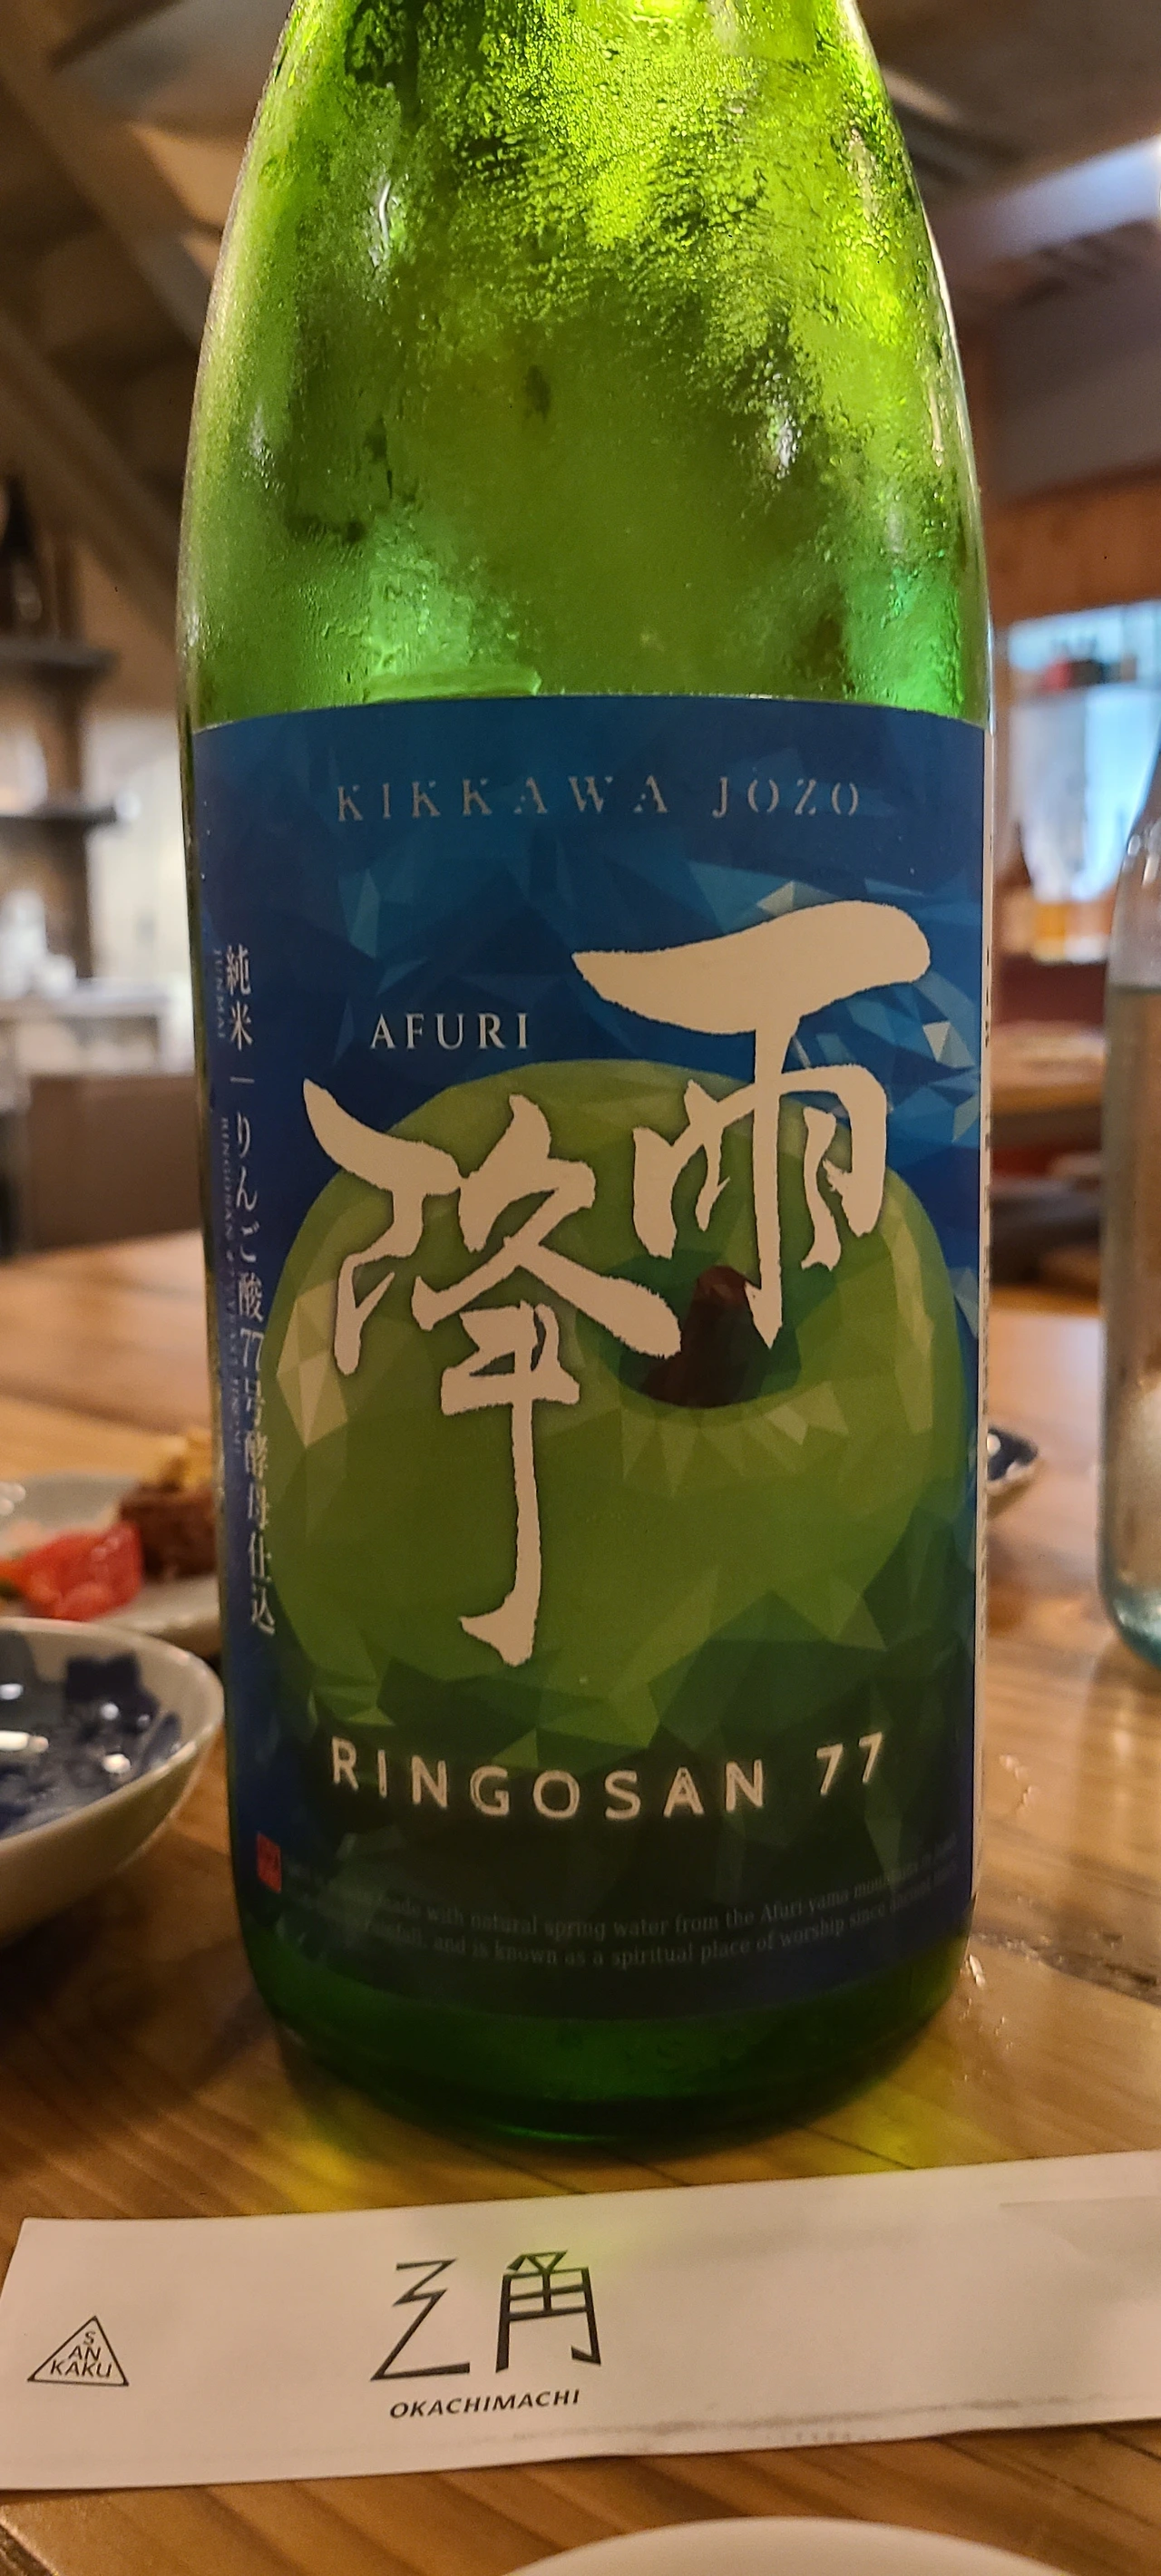 KIKKAWA JOZO
雨降
AFURI
純米 — りんご酸77号酵母仕込
JUNMAI
RINGOSAN 77
made with natural spring water from the Afuri-yama
and is known as a spiritual place of worship since
SANKAKU
三角
OKACHIMACHI